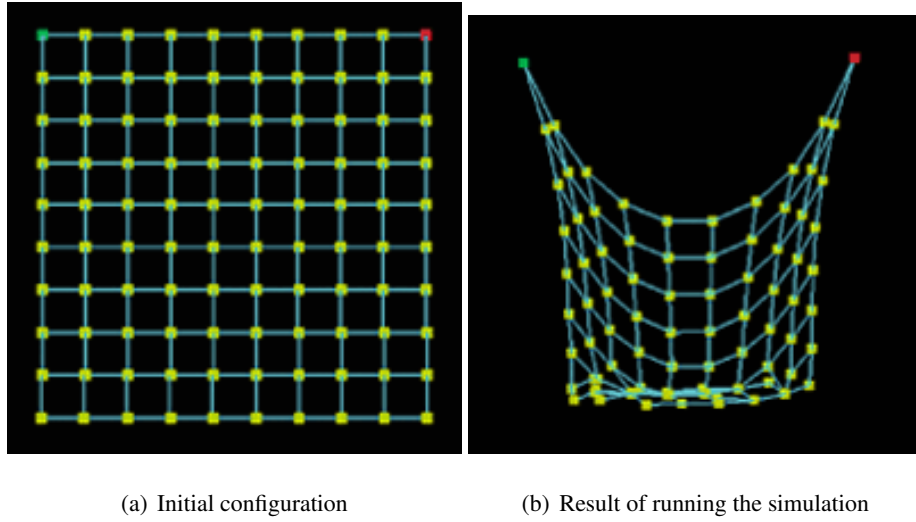 (a) Initial configuration
(b) Result of running the simulation